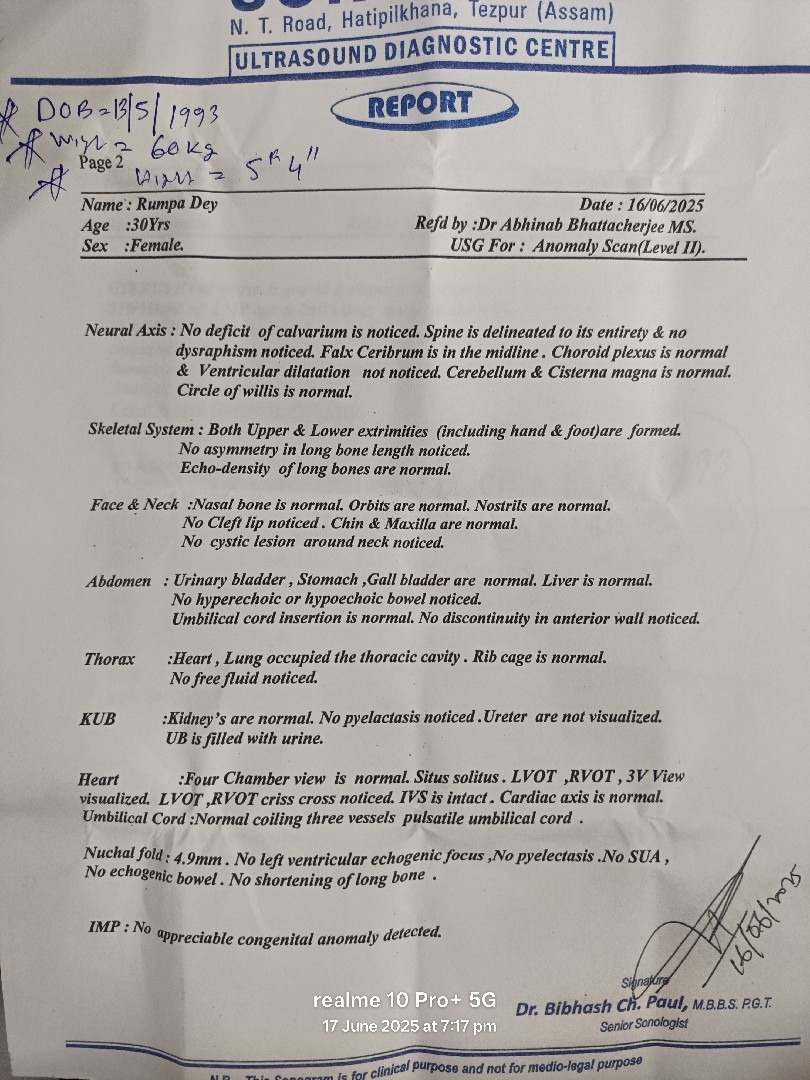 N. T. Road, Hatipilkhana, Tezpur (Assam)
ULTRASOUND DIAGNOSTIC CENTRE
REPORT
DOB=13/5/1993
= 60kg
Page 2
= 5 4"
Name : Rumpa Dey Date : 16/06/2025
Age :30Yrs Refd by :Dr Abhinab Bhattacherjee MS.
Sex :Female. USG For : Anomaly Scan(Level II).
Neural Axis : No deficit of calvarium is noticed. Spine is delineated to its entirety & no
dysraphism noticed. Falx Ceribrum is in the midline . Choroid plexus is normal
& Ventricular dilatation not noticed. Cerebellum & Cisterna magna is normal.
Circle of willis is normal.
Skeletal System : Both Upper & Lower extrimities (including hand & foot)are formed.
No asymmetry in long bone length noticed.
Echo-density of long bones are normal.
Face & Neck :Nasal bone is normal. Orbits are normal. Nostrils are normal.
No Cleft lip noticed . Chin & Maxilla are normal.
No cystic lesion around neck noticed.
Abdomen : Urinary bladder , Stomach ,Gall bladder are normal. Liver is normal.
No hyperechoic or hypoechoic bowel noticed.
Umbilical cord insertion is normal. No discontinuity in anterior wall noticed.
Thorax :Heart , Lung occupied the thoracic cavity . Rib cage is normal.
No free fluid noticed.
KUB :Kidney's are normal. No pyelactasis noticed .Ureter are not visualized.
UB is filled with urine.
Heart :Four Chamber view is normal. Situs solitus . LVOT ,RVOT , 3V View
visualized. LVOT ,RVOT criss cross noticed. IVS is intact . Cardiac axis is normal.
Umbilical Cord :Normal coiling three vessels pulsatile umbilical cord .
Nuchal fold : 4.9mm . No left ventricular echogenic focus ,No pyelectasis .No SUA ,
No echogenic bowel . No shortening of long bone .
IMP : No appreciable congenital anomaly detected.
16/06/2025
Signature
Dr. Bibhash Ch. Paul, M.B.B.S. P.G.T.
Senior Sonologist
realme 10 Pro+ 5G
17 June 2025 at 7:17 pm
N.B. This Sonogram is for clinical purpose and not for medio-legal purpose